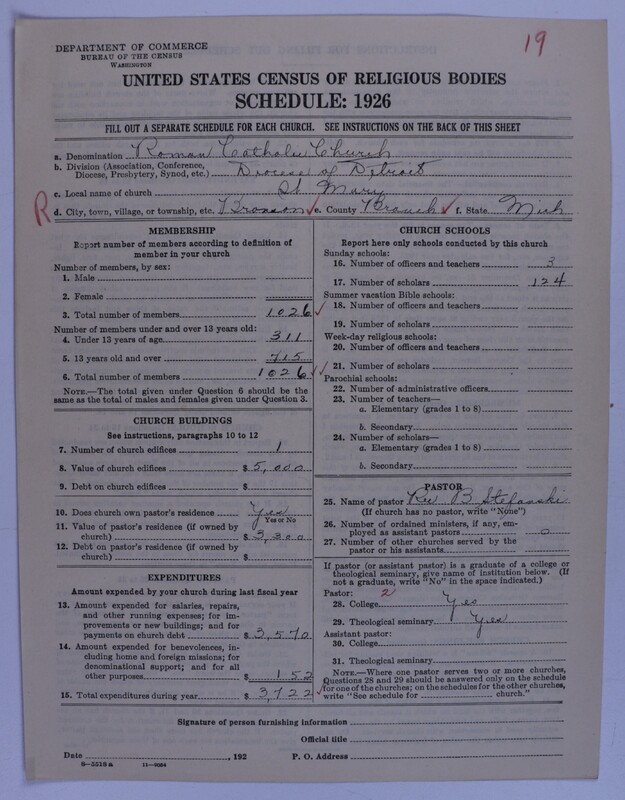 19
DEPARTMENT OF COMMERCE
BUREAU OF THE CENSUS
WASHINGTON
UNITED STATES CENSUS OF RELIGIOUS BODIES
SCHEDULE: 1926
FILL OUT A SEPARATE SCHEDULE FOR EACH CHURCH. SEE INSTRUCTIONS ON THE BACK OF THIS SHEET
a. Denomination Roman Catholic Church
b. Division (Association, Conference,
Diocese, Presbytery, Synod, etc.) Diocese of Detroit
c. Local name of church St Mary
R d. City, town, village, or township, etc. Bronson e. County Branch f. State Mich
MEMBERSHIP
Report number of members according to definition of
member in your church
Number of members, by sex:
1. Male
2. Female
3. Total number of members 1026
Number of members under and over 13 years old:
4. Under 13 years of age 311
5. 13 years old and over 715
6. Total number of members 1026
NOTE.—The total given under Question 6 should be the
same as the total of males and females given under Question 3.
CHURCH BUILDINGS
See instructions, paragraphs 10 to 12
7. Number of church edifices 1
8. Value of church edifices $ 5,000
9. Debt on church edifices $
10. Does church own pastor's residence? Yes
Yes or No
11. Value of pastor's residence (if owned by
church) $ 3,300
12. Debt on pastor's residence (if owned by
church) $
EXPENDITURES
Amount expended by your church during last fiscal year
13. Amount expended for salaries, repairs,
and other running expenses; for im-
provements or new buildings; and for
payments on church debt $ 3,570
14. Amount expended for benevolences, in-
cluding home and foreign missions; for
denominational support; and for all
other purposes $ 152
15. Total expenditures during year $ 3,722
CHURCH SCHOOLS
Report here only schools conducted by this church
Sunday schools:
16. Number of officers and teachers 3
17. Number of scholars 124
Summer vacation Bible schools:
18. Number of officers and teachers
19. Number of scholars
Week-day religious schools:
20. Number of officers and teachers
21. Number of scholars
Parochial schools:
22. Number of administrative officers
23. Number of teachers—
a. Elementary (grades 1 to 8)
b. Secondary
24. Number of scholars—
a. Elementary (grades 1 to 8)
b. Secondary
PASTOR
25. Name of pastor Rev B Stefanski
(If church has no pastor, write "None")
26. Number of ordained ministers, if any, em-
ployed as assistant pastors 0
27. Number of other churches served by the
pastor or his assistants
If pastor (or assistant pastor) is a graduate of a college or
theological seminary, give name of institution below. (If
not a graduate, write "No" in the space indicated.)
Pastor: 2
28. College Yes
29. Theological seminary Yes
Assistant pastor:
30. College
31. Theological seminary
NOTE.—Where one pastor serves two or more churches,
Questions 28 and 29 should be answered only on the schedule
for one of the churches; on the schedules for the other churches,
write "See schedule for church."
Signature of person furnishing information
Official title
Date , 192 P. O. Address
8—5518 a 11—9084